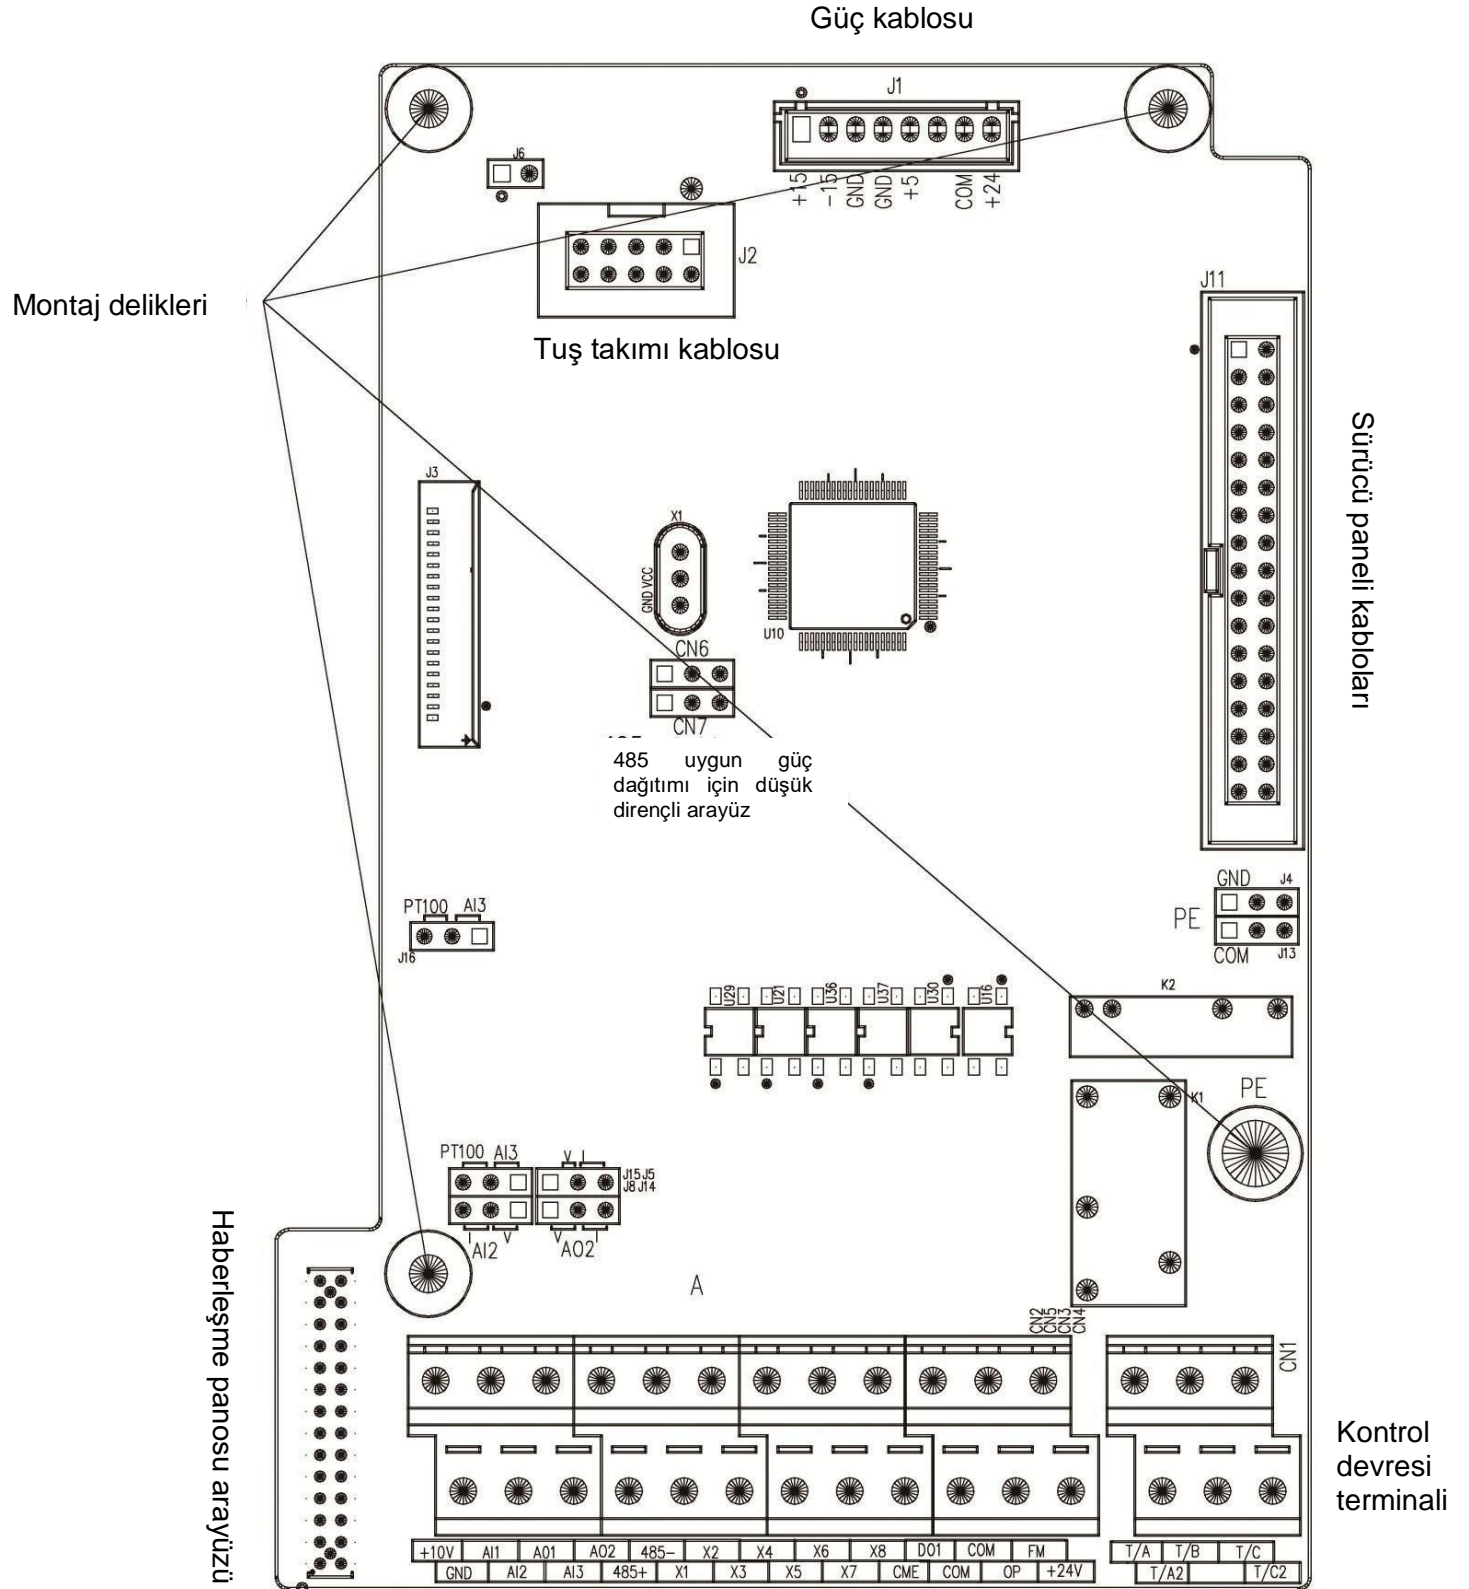 Güç kablosu
J1
J6
+15
-15
GND
GND
+5
COM
+24
J2
Montaj delikleri
Tuş takımı kablosu
J11
Sürücü paneli kabloları
J3
X1
GND VCC
U10
CN6
CN7
485 uygun güç
dağıtımı için düşük
dirençli arayüz
PT100 AI3
J16
GND J4
PE
COM J13
K2
U29 U21 U36 U37 U30 U16
K1
PE
PT100 AI3
V I
J15 J5
J8 J14
I V
AI2
V I
AO2
Haberleşme panosu arayüzü
A
CN2
CN5
CN3
CN4
CN1
Kontrol
devresi
terminali
+10V AI1 AO1 AO2 485- X2 X4 X6 X8 DO1 COM FM T/A T/B T/C
GND AI2 AI3 485+ X1 X3 X5 X7 CME COM OP +24V T/A2 T/C2